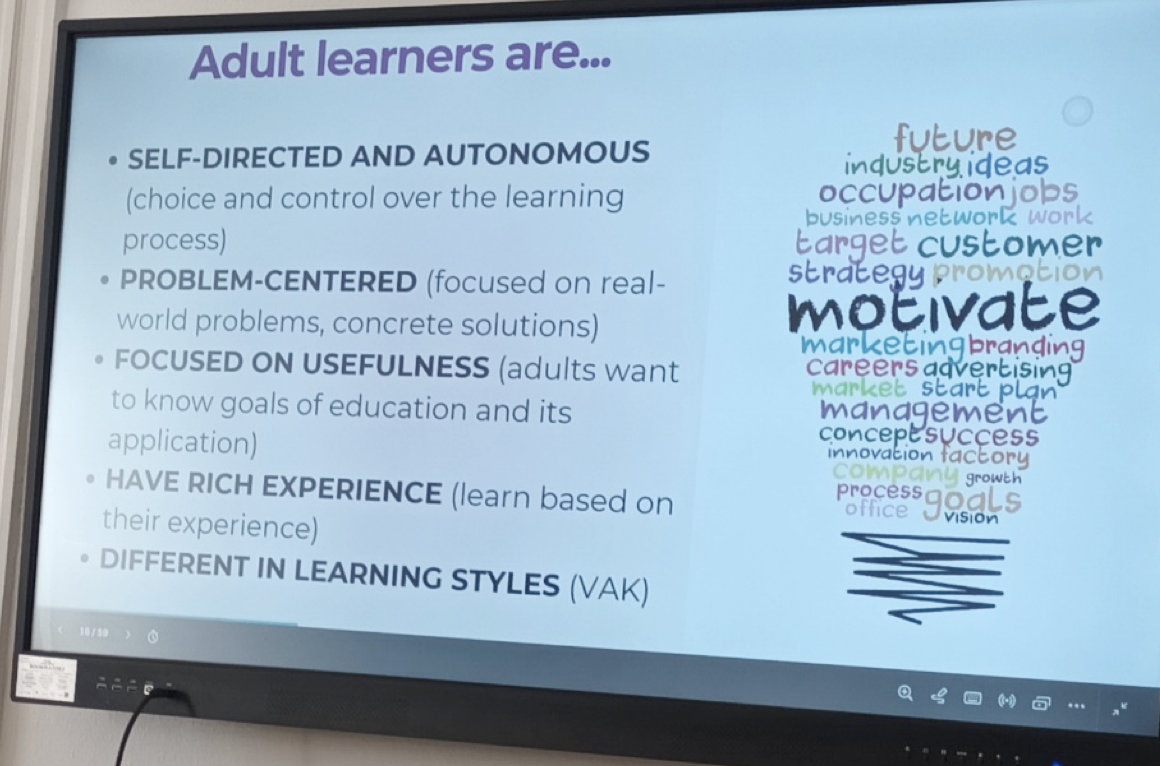 Adult learners are...
• SELF-DIRECTED AND AUTONOMOUS
(choice and control over the learning
process)
• PROBLEM-CENTERED (focused on real-
world problems, concrete solutions)
• FOCUSED ON USEFULNESS (adults want
to know goals of education and its
application)
• HAVE RICH EXPERIENCE (learn based on
their experience)
• DIFFERENT IN LEARNING STYLES (VAK)
future
industry ideas
occupation jobs
business network work
target customer
strategy promotion
motivate
marketing branding
careers advertising
market start plan
management
concept success
innovation factory
company growth
process goals
office vision